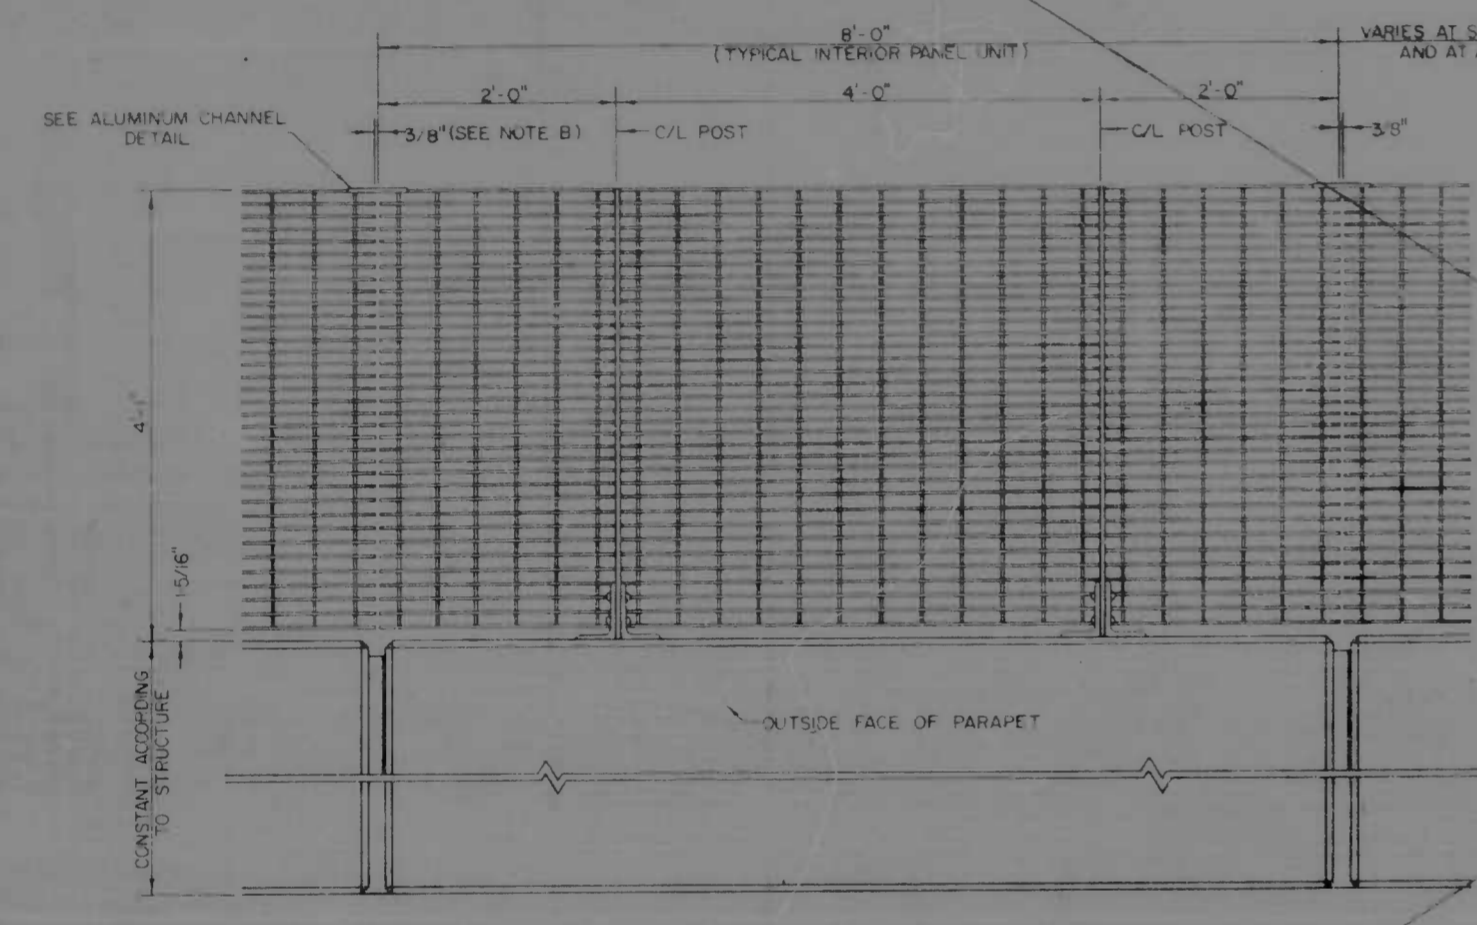 8'-0"
(TYPICAL INTERIOR PANEL UNIT)
VARIES AT
AND AT
2'-0"
4'-0"
2'-0"
SEE ALUMINUM CHANNEL
DETAIL
3/8" (SEE NOTE B)
C/L POST
C/L POST
3/8"
4'-1"
1-5/16"
CONSTANT ACCORDING
TO STRUCTURE
OUTSIDE FACE OF PARAPET